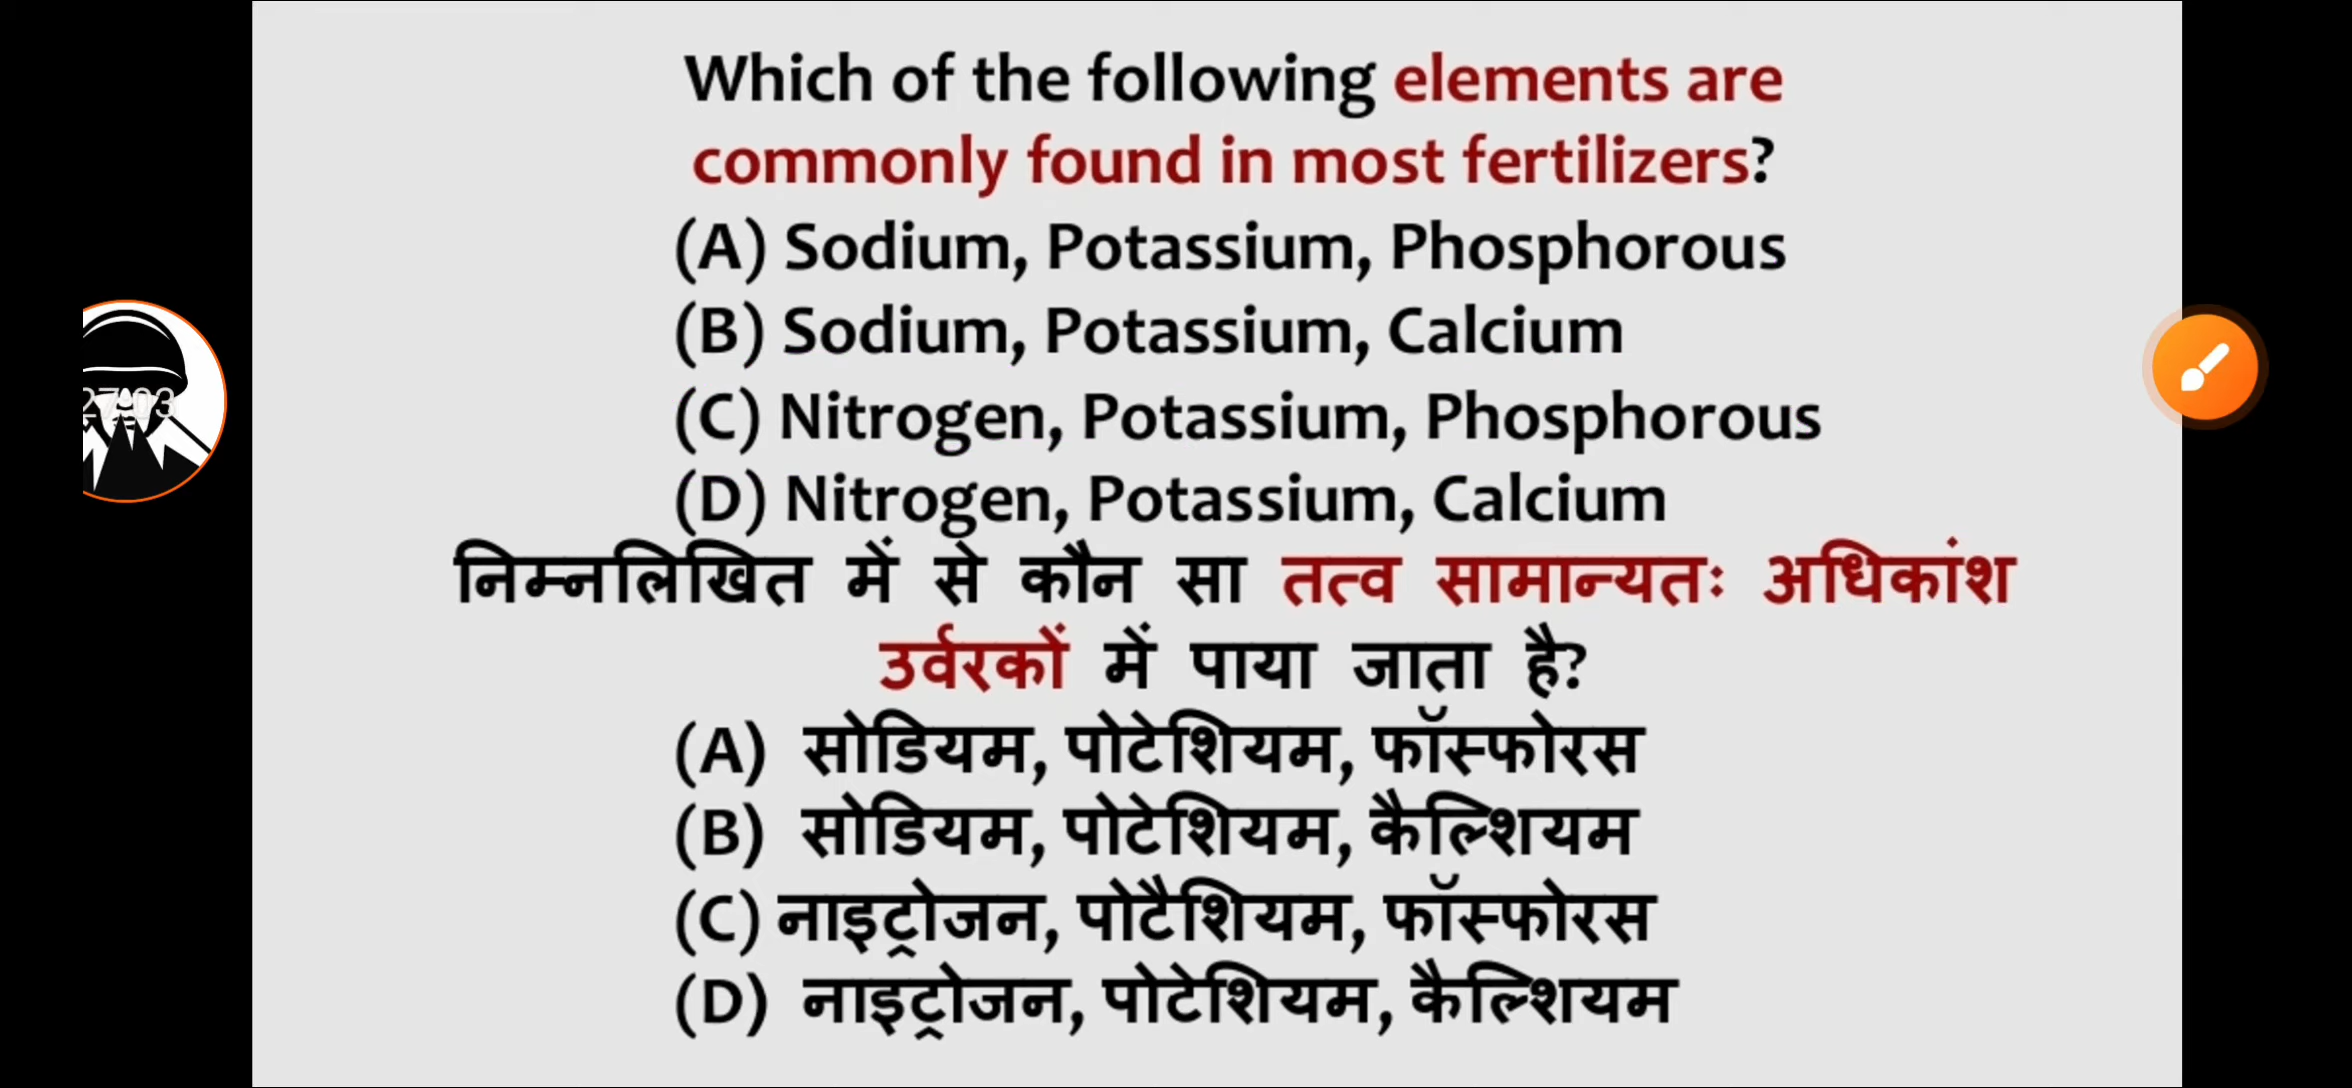 Which of the following elements are
commonly found in most fertilizers?
(A) Sodium, Potassium, Phosphorous
(B) Sodium, Potassium, Calcium
(C) Nitrogen, Potassium, Phosphorous
(D) Nitrogen, Potassium, Calcium
निम्नलिखित में से कौन सा तत्व सामान्यतः अधिकांश
उर्वरकों में पाया जाता है?
(A) सोडियम, पोटेशियम, फॉस्फोरस
(B) सोडियम, पोटेशियम, कैल्शियम
(C) नाइट्रोजन, पोटैशियम, फॉस्फोरस
(D) नाइट्रोजन, पोटेशियम, कैल्शियम